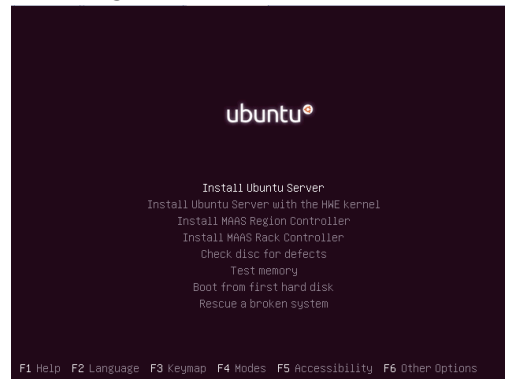 ubuntu
Install Ubuntu Server
Install Ubuntu Server with the HWE kernel
Install MAAS Region Controller
Install MAAS Rack Controller
Check disc for defects
Test memory
Boot from first hard disk
Rescue a broken system
F1 Help F2 Language F3 Keymap F4 Modes F5 Accessibility F6 Other Options